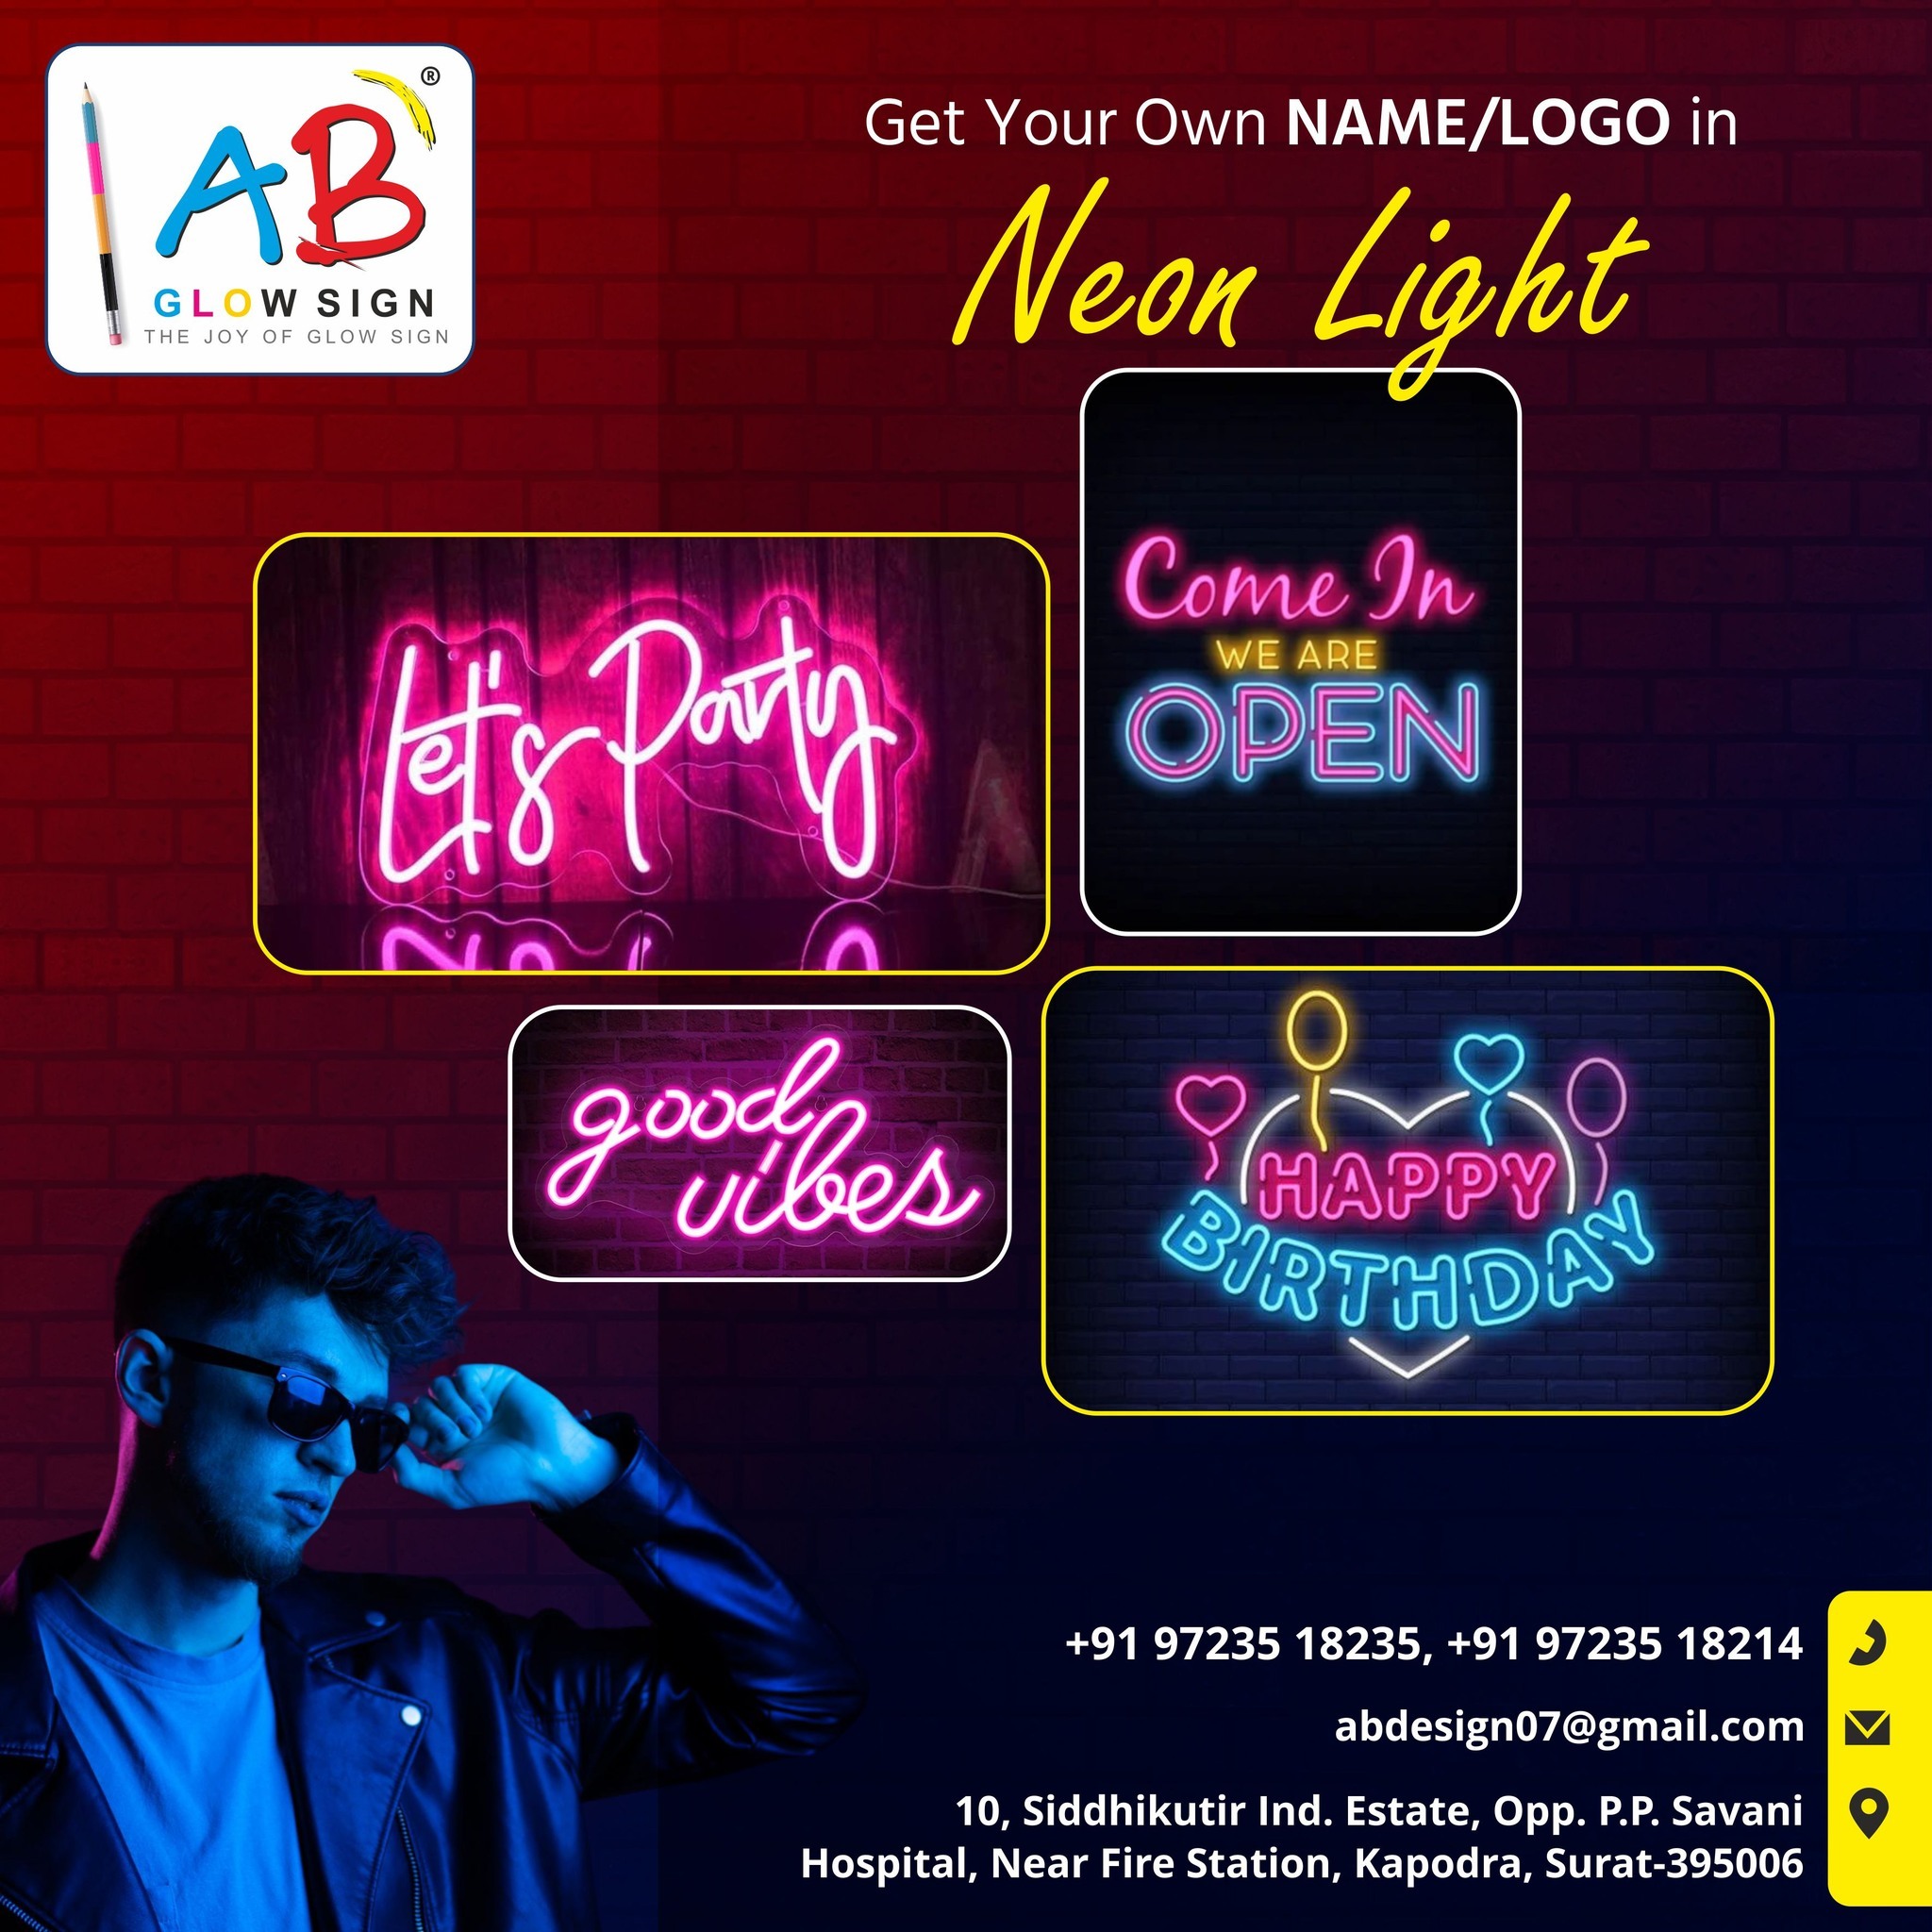 AB®
GLOW SIGN
THE JOY OF GLOW SIGN
Get Your Own NAME/LOGO in
Neon Light
Let's Party
Come In
WE ARE
OPEN
good
vibes
HAPPY
BIRTHDAY
+91 97235 18235, +91 97235 18214
abdesign07@gmail.com
10, Siddhikutir Ind. Estate, Opp. P.P. Savani
Hospital, Near Fire Station, Kapodra, Surat-395006